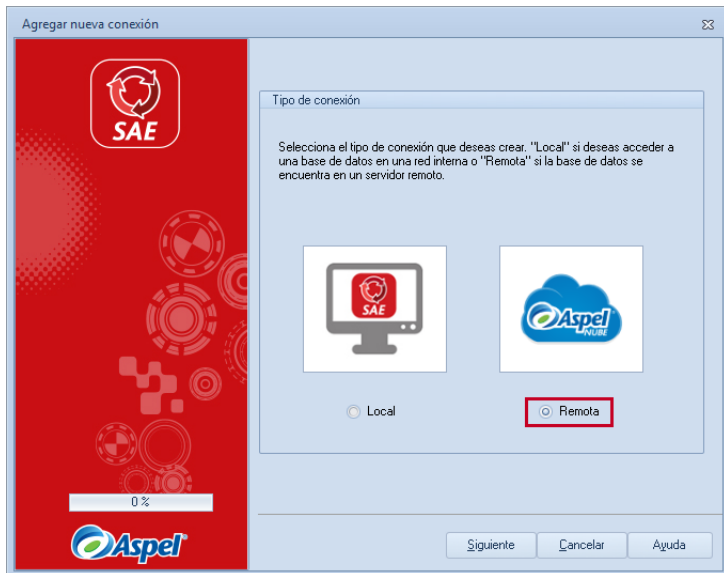 Agregar nueva conexión
SAE
Tipo de conexión
Selecciona el tipo de conexión que deseas crear. "Local" si deseas acceder a
una base de datos en una red interna o "Remota" si la base de datos se
encuentra en un servidor remoto.
SAE
Aspel
NUBE
Local
Remota
0 %
Aspel
Siguiente
Cancelar
Ayuda